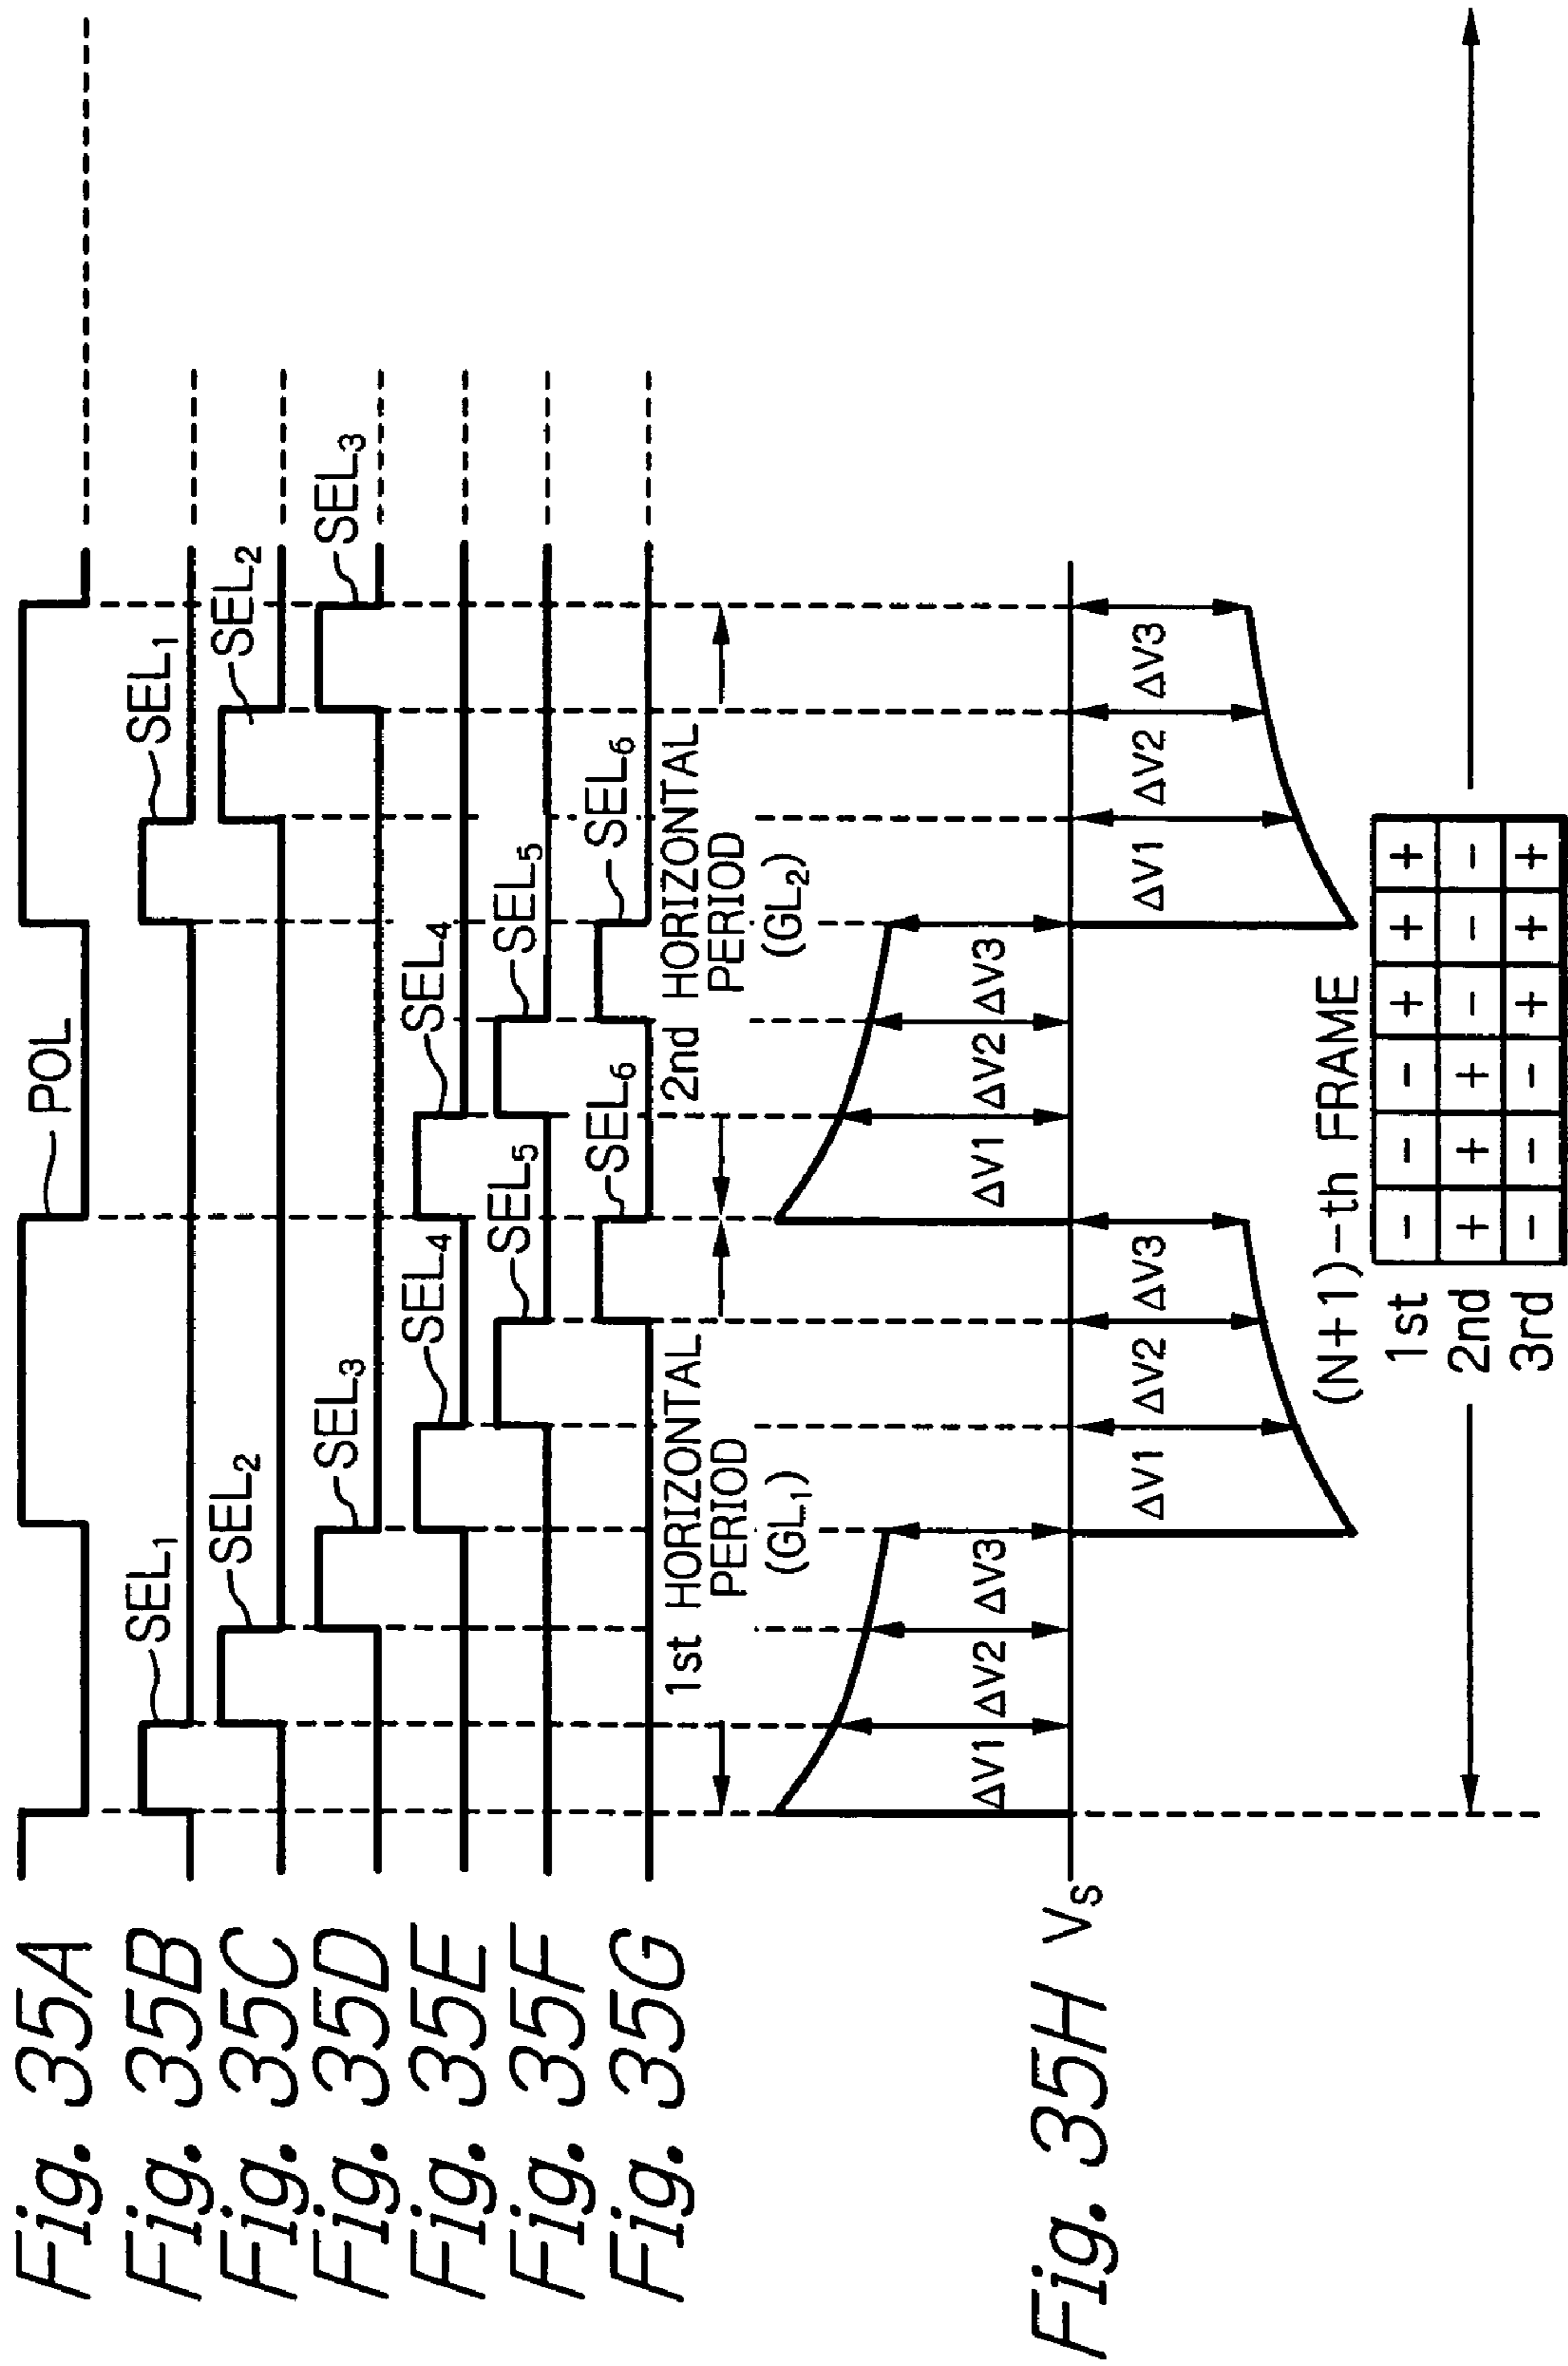 Fig. 35A
POL
Fig. 35B
SEL1 SEL1
Fig. 35C
SEL2 SEL2
Fig. 35D
SEL3 SEL3
Fig. 35E
SEL4 SEL4
Fig. 35F
SEL5 SEL5
Fig. 35G
SEL6 SEL6
1st HORIZONTAL
PERIOD
(GL1)
2nd HORIZONTAL
PERIOD
(GL2)
ΔV1 ΔV2 ΔV3 ΔV1 ΔV2 ΔV3
Fig. 35H VS
ΔV1 ΔV2 ΔV3 ΔV1 ΔV2 ΔV3
(N+1)-th FRAME
1st - - - + + +
2nd + + + - - -
3rd - - - + + +